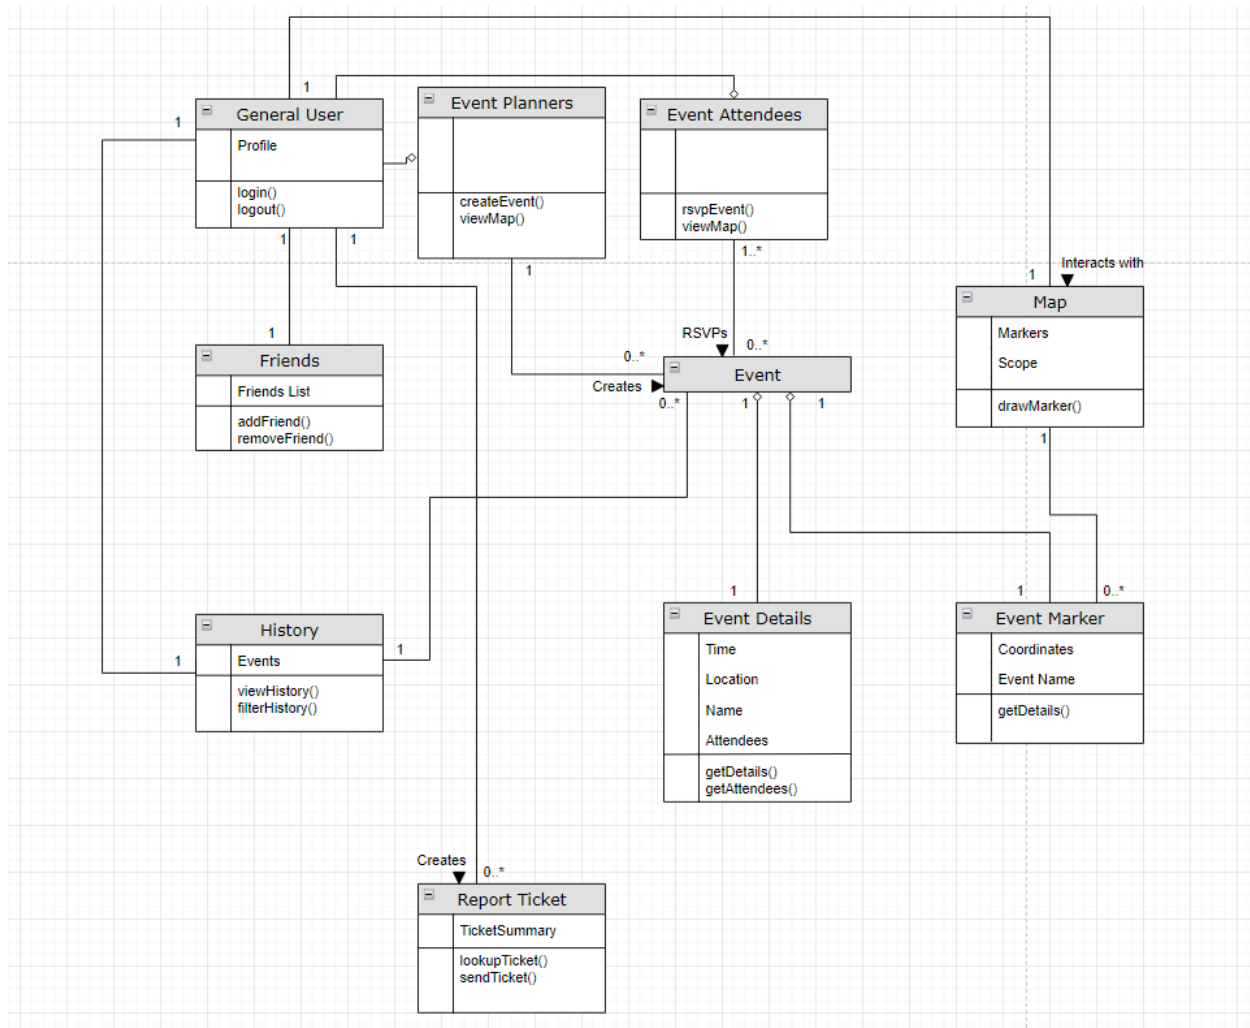 1
1
General User
Profile
login()
logout()
1
1
Event Planners
createEvent()
viewMap()
1
Event Attendees
rsvpEvent()
viewMap()
1..*
Interacts with
1
Map
Markers
Scope
drawMarker()
1
1
Friends
Friends List
addFriend()
removeFriend()
RSVPs
0..*
0..*
Creates
Event
0..*
1
1
1
History
Events
viewHistory()
filterHistory()
1
1
Event Details
Time
Location
Name
Attendees
getDetails()
getAttendees()
1
0..*
Event Marker
Coordinates
Event Name
getDetails()
Creates
0..*
Report Ticket
TicketSummary
lookupTicket()
sendTicket()